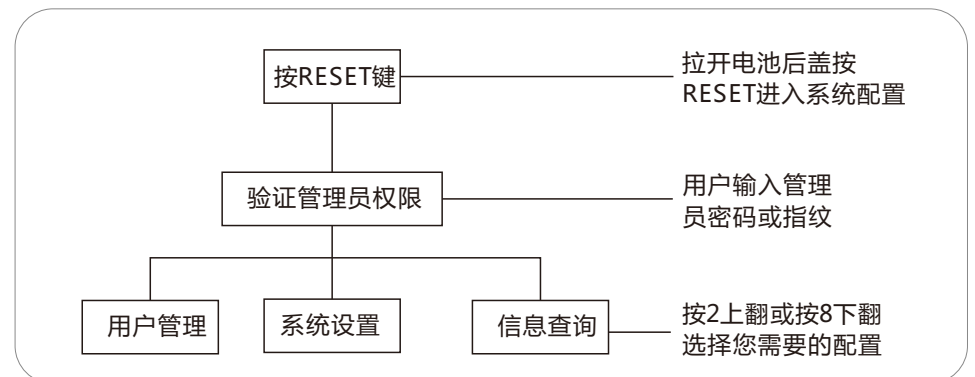 按RESET键
拉开电池后盖按
RESET进入系统配置
验证管理员权限
用户输入管理
员密码或指纹
用户管理
系统设置
信息查询
按2上翻或按8下翻
选择您需要的配置